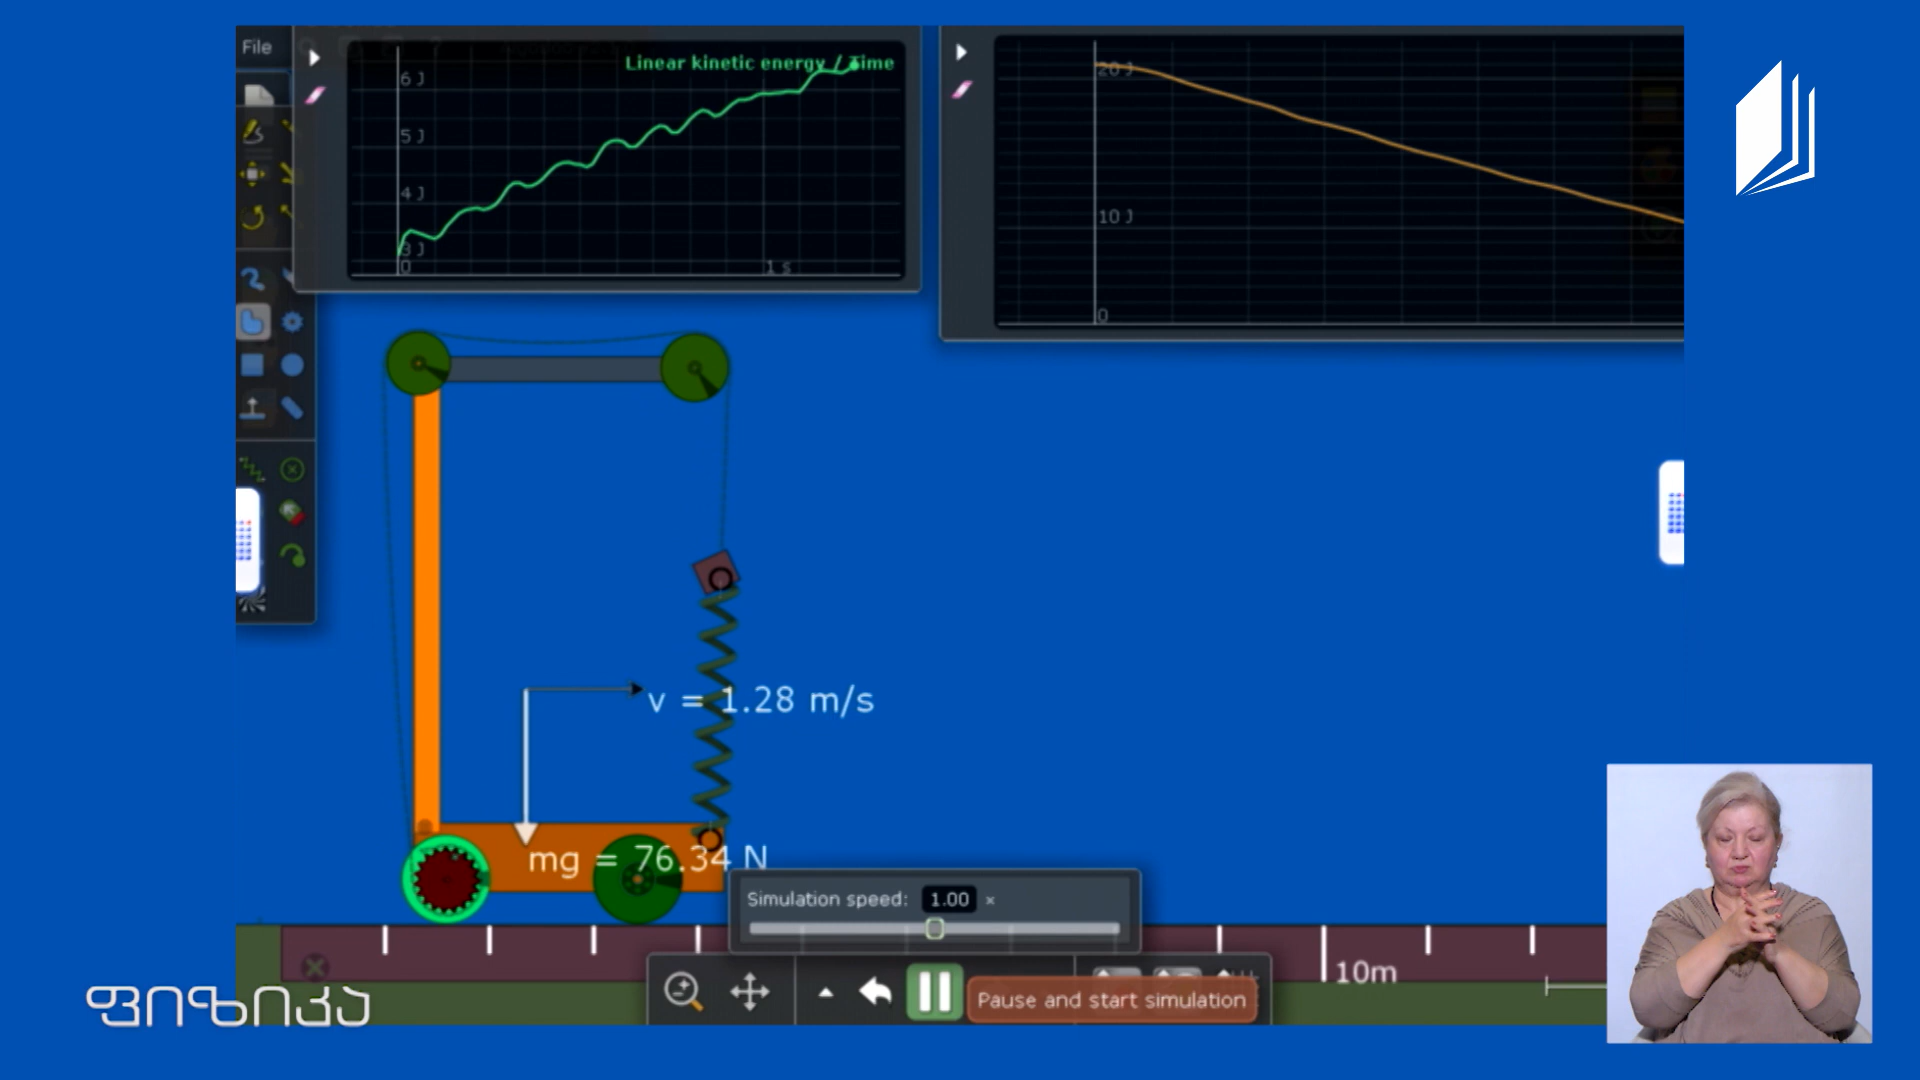 File
Linear kinetic energy / Time
6 J
5 J
4 J
3 J
0
1 s
20 J
10 J
0
v = 1.28 m/s
mg = 76.34 N
Simulation speed: 1.00 ×
10m
Pause and start simulation
ფიზიკა